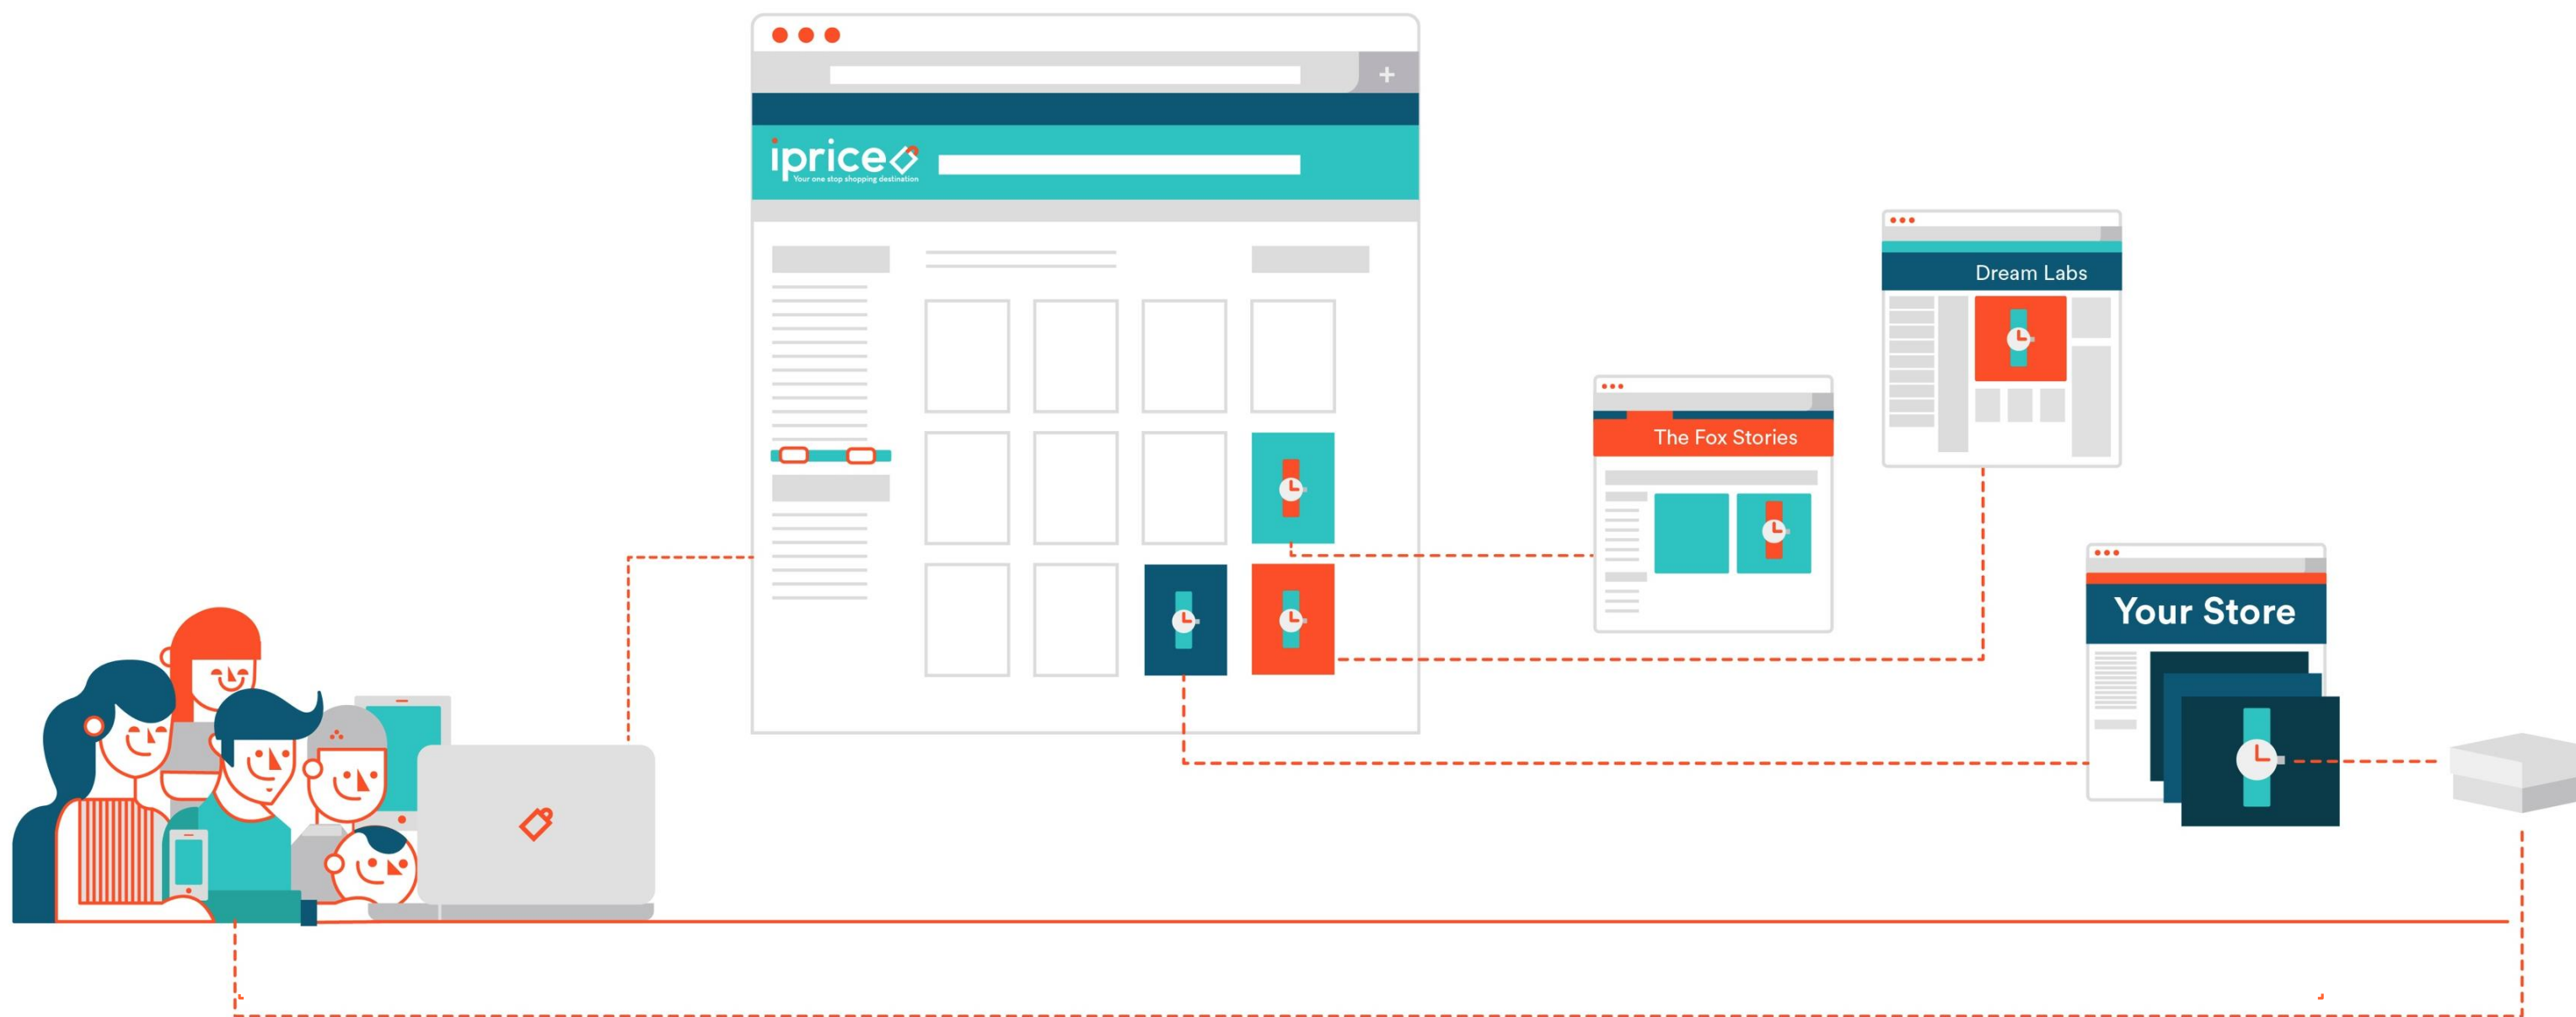 iprice
Your one stop shopping destination
Dream Labs
The Fox Stories
Your Store